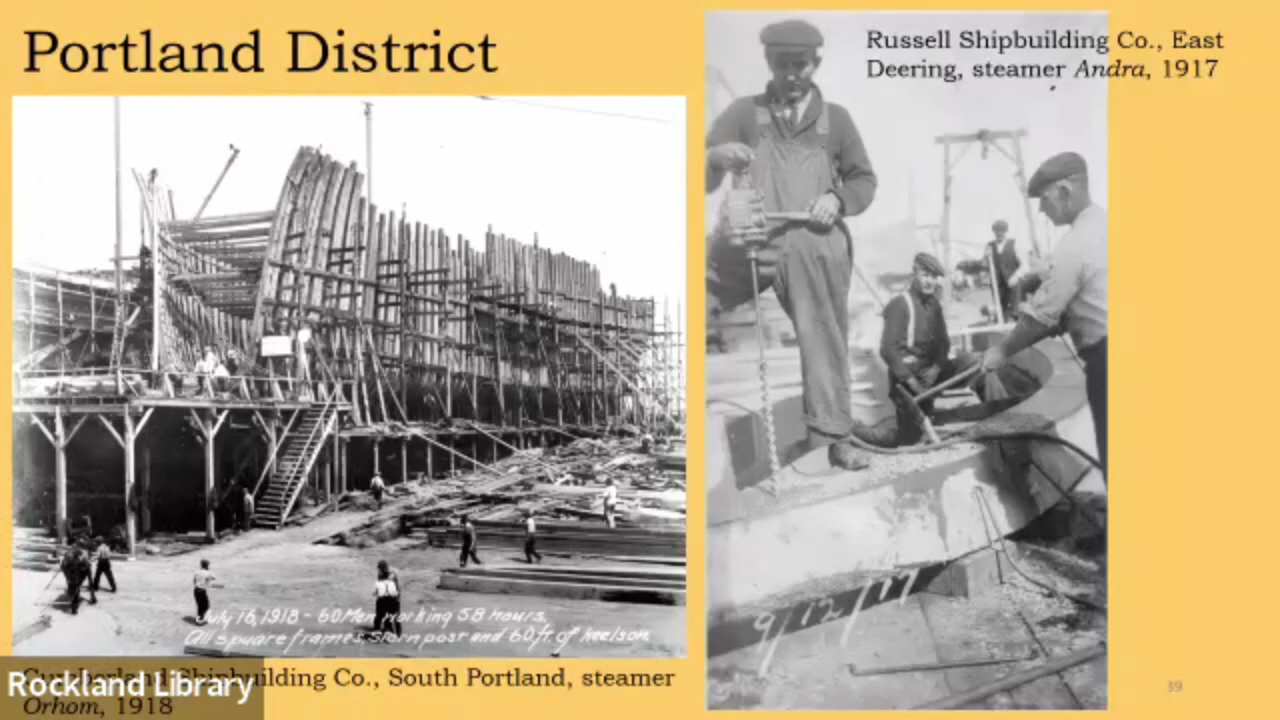 Portland District
Russell Shipbuilding Co., East
Deering, steamer Andra, 1917
July 16, 1918 - 60 Men working 58 hours.
All square frames, stern post and 60 ft. of keelson.
9/12/17
Cumberland Shipbuilding Co., South Portland, steamer
Orhom, 1918
Rockland Library
39